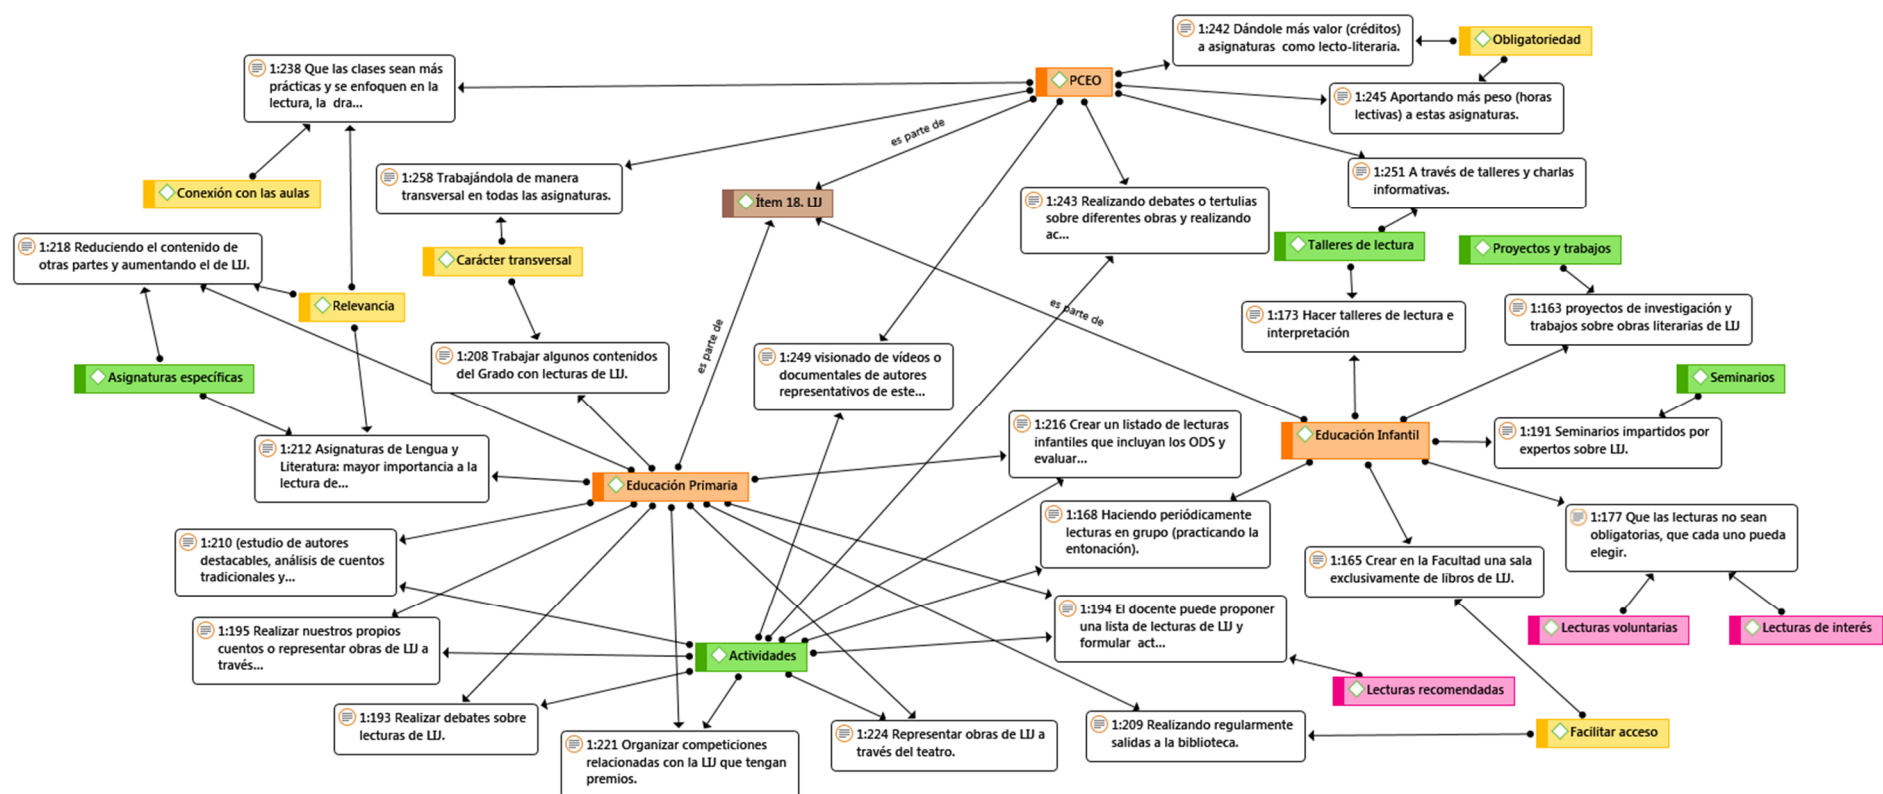 1:242 Dándole más valor (créditos)
a asignaturas como lecto-literaria.
Obligatoriedad
1:238 Que las clases sean más
prácticas y se enfoquen en la
lectura, la dra...
PCEO
1:245 Aportando más peso (horas
lectivas) a estas asignaturas.
es parte de
1:258 Trabajándola de manera
transversal en todas las asignaturas.
1:251 A través de talleres y charlas
informativas.
Conexión con las aulas
Ítem 18. LIJ
1:243 Realizando debates o tertulias
sobre diferentes obras y realizando
ac...
1:218 Reduciendo el contenido de
otras partes y aumentando el de LIJ.
Carácter transversal
Talleres de lectura
Proyectos y trabajos
Relevancia
es parte de
1:173 Hacer talleres de lectura e
interpretación
1:163 proyectos de investigación y
trabajos sobre obras literarias de LIJ
es parte de
1:208 Trabajar algunos contenidos
del Grado con lecturas de LIJ.
1:249 visionado de vídeos o
documentales de autores
representativos de este...
Asignaturas específicas
Seminarios
1:216 Crear un listado de lecturas
infantiles que incluyan los ODS y
evaluar...
Educación Infantil
1:191 Seminarios impartidos por
expertos sobre LIJ.
1:212 Asignaturas de Lengua y
Literatura: mayor importancia a la
lectura de...
Educación Primaria
1:168 Haciendo periódicamente
lecturas en grupo (practicando la
entonación).
1:177 Que las lecturas no sean
obligatorias, que cada uno pueda
elegir.
1:210 (estudio de autores
destacables, análisis de cuentos
tradicionales y...
1:165 Crear en la Facultad una sala
exclusivamente de libros de LIJ.
1:194 El docente puede proponer
una lista de lecturas de LIJ y
formular act...
1:195 Realizar nuestros propios
cuentos o representar obras de LIJ a
través...
Actividades
Lecturas voluntarias
Lecturas de interés
Lecturas recomendadas
1:193 Realizar debates sobre
lecturas de LIJ.
1:221 Organizar competiciones
relacionadas con la LIJ que tengan
premios.
1:224 Representar obras de LIJ a
través del teatro.
1:209 Realizando regularmente
salidas a la biblioteca.
Facilitar acceso